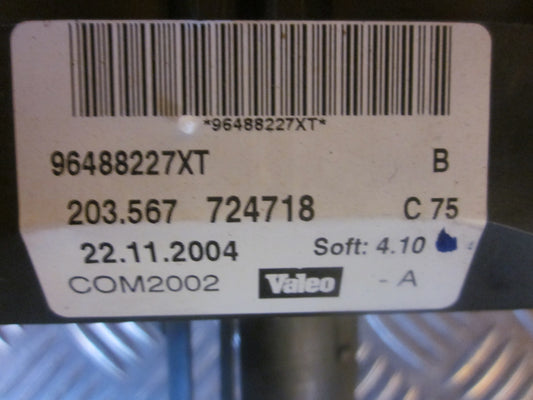 *96488227XT*
96488227XT B
203.567 724718 C 75
22.11.2004 Soft: 4.10
COM2002 Valeo - A